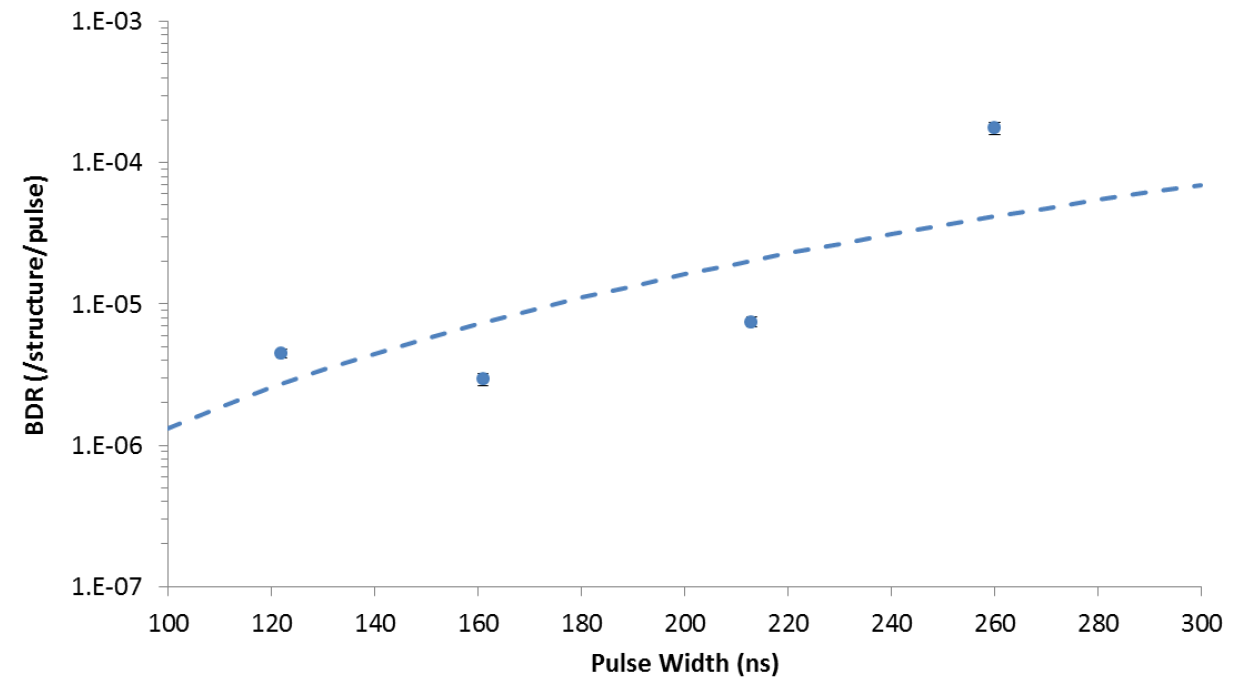 1.E-03
1.E-04
1.E-05
1.E-06
1.E-07
BDR (/structure/pulse)
100 120 140 160 180 200 220 240 260 280 300
Pulse Width (ns)